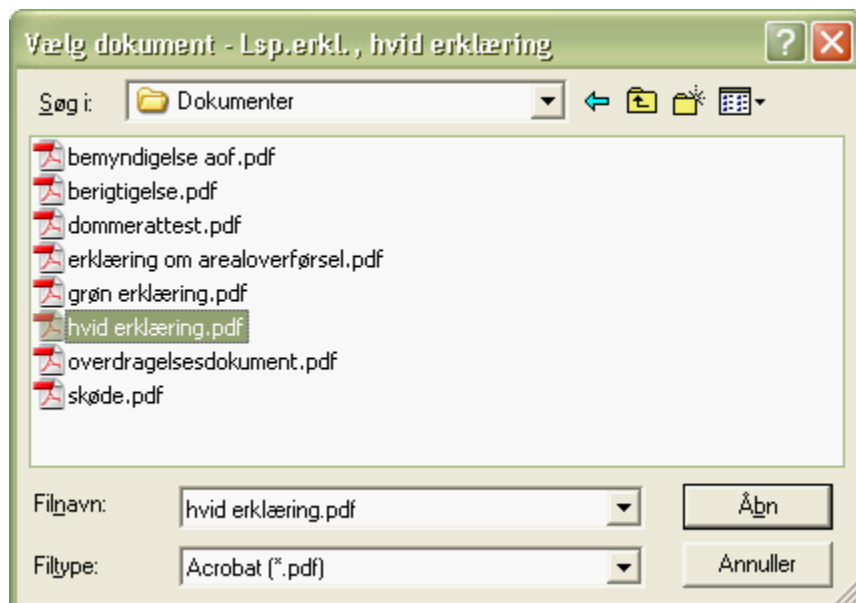 Vælg dokument - Lsp.erkl., hvid erklæring
Søg i: Dokumenter
bemyndigelse aof.pdf
berigtigelse.pdf
dommerattest.pdf
erklæring om arealoverførsel.pdf
grøn erklæring.pdf
hvid erklæring.pdf
overdragelsesdokument.pdf
skøde.pdf
Filnavn: hvid erklæring.pdf Åbn
Filtype: Acrobat (*.pdf) Annuller